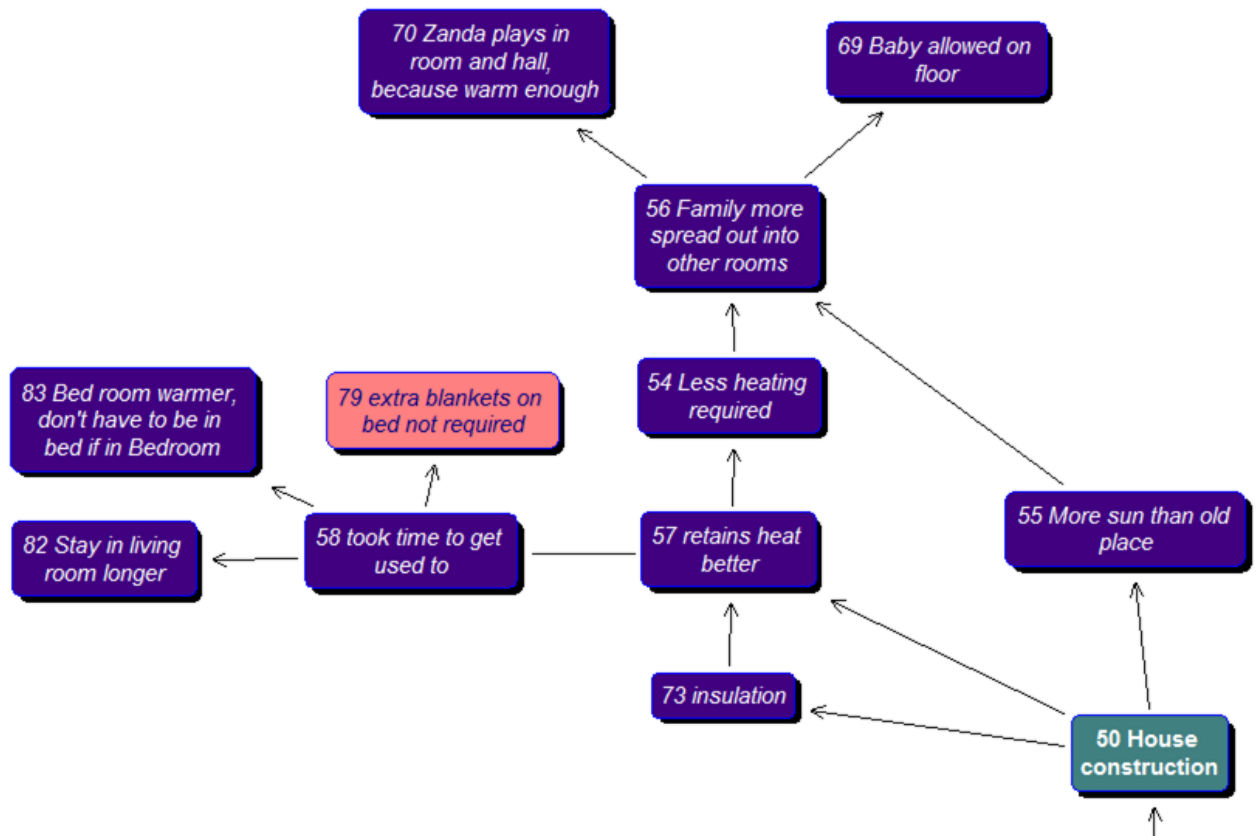 70 Zanda plays in
room and hall,
because warm enough
69 Baby allowed on
floor
56 Family more
spread out into
other rooms
83 Bed room warmer,
don't have to be in
bed if in Bedroom
79 extra blankets on
bed not required
54 Less heating
required
55 More sun than old
place
82 Stay in living
room longer
58 took time to get
used to
57 retains heat
better
73 insulation
50 House
construction